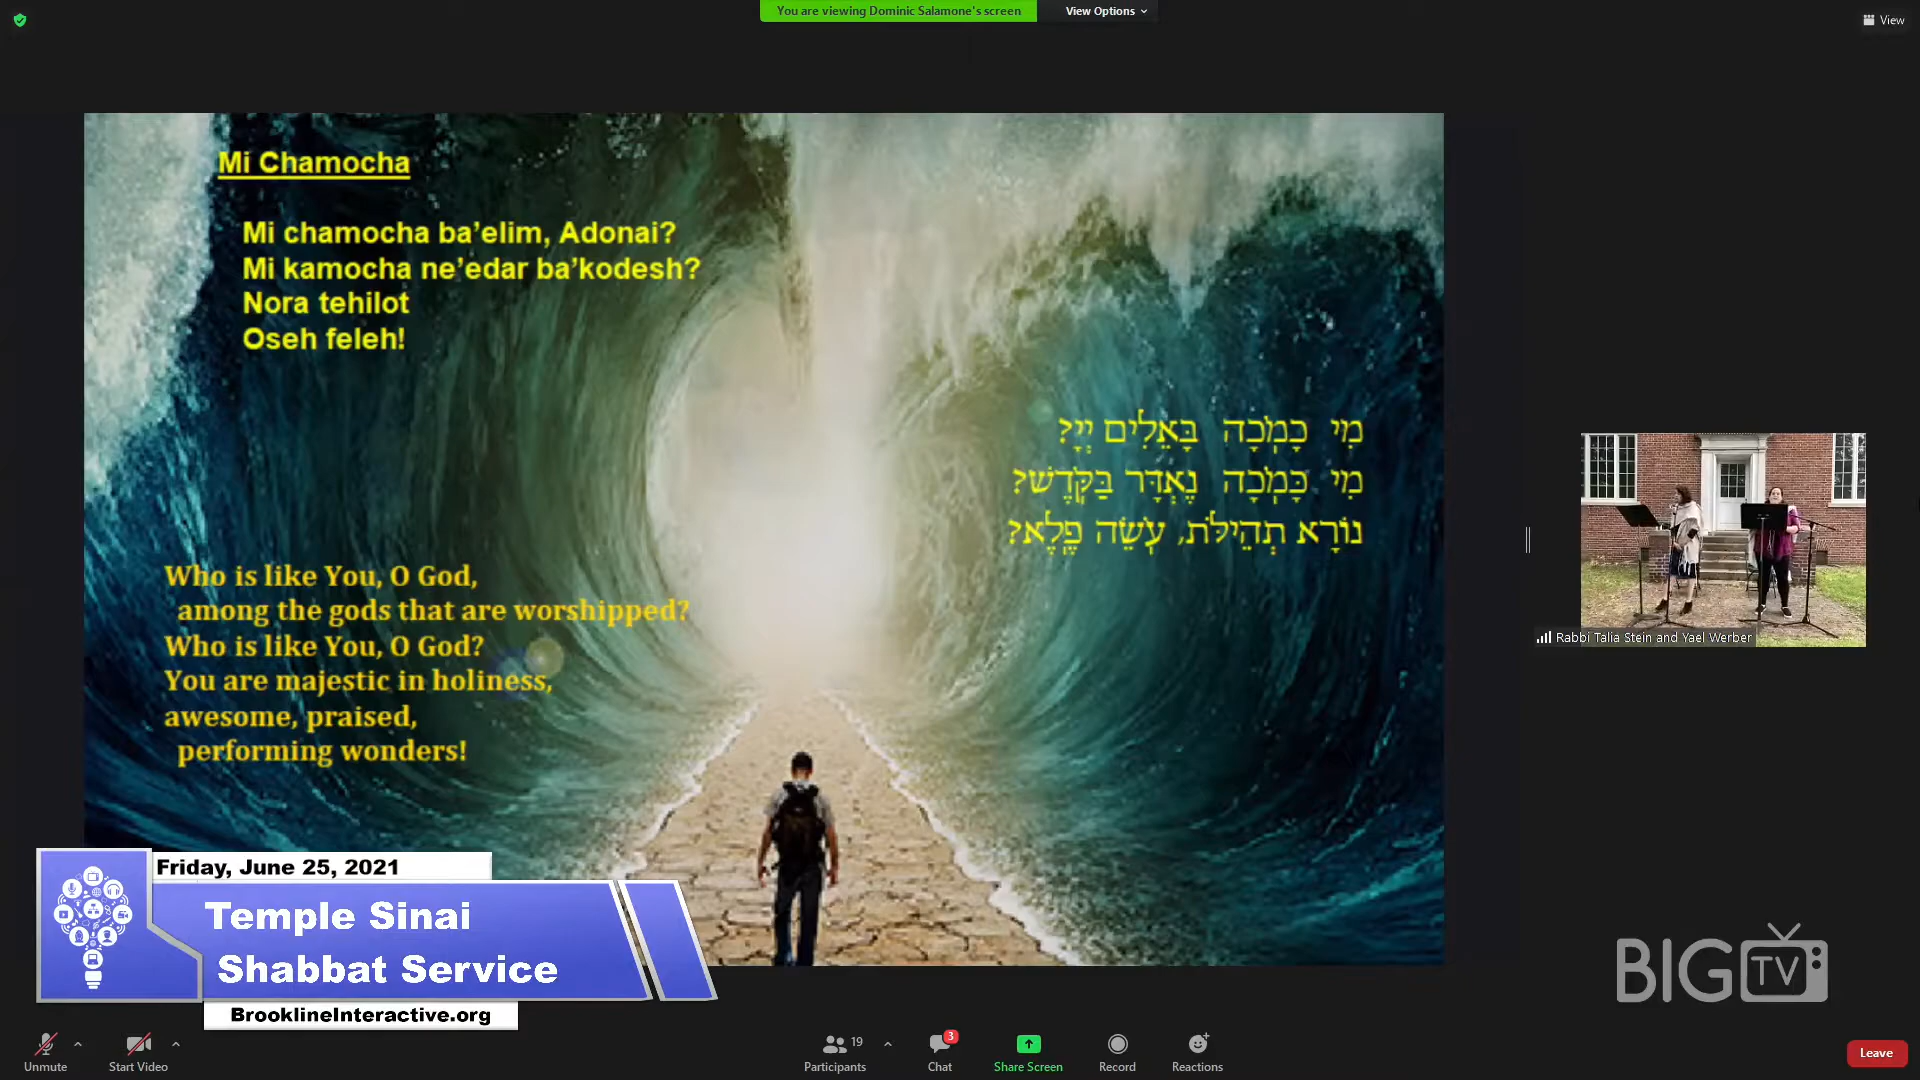 You are viewing Dominic Salamone's screen
View Options
View
Mi Chamocha
Mi chamocha ba’elim, Adonai?
Mi kamocha ne’edar ba’kodesh?
Nora tehilot
Oseh feleh!
מִי כָּמֹכָה בָּאֵלִים יְיָ?
מִי כָּמֹכָה נֶאְדָּר בַּקֹּדֶשׁ?
נוֹרָא תְהִילֹּת, עֹשֵׂה פֶלֶא?
Who is like You, O God,
among the gods that are worshipped?
Who is like You, O God?
You are majestic in holiness,
awesome, praised,
performing wonders!
Rabbi Talia Stein and Yael Werber
Friday, June 25, 2021
Temple Sinai
Shabbat Service
BrooklineInteractive.org
BIG TV
Unmute
Start Video
Participants
19
Chat
3
Share Screen
Record
Reactions
Leave